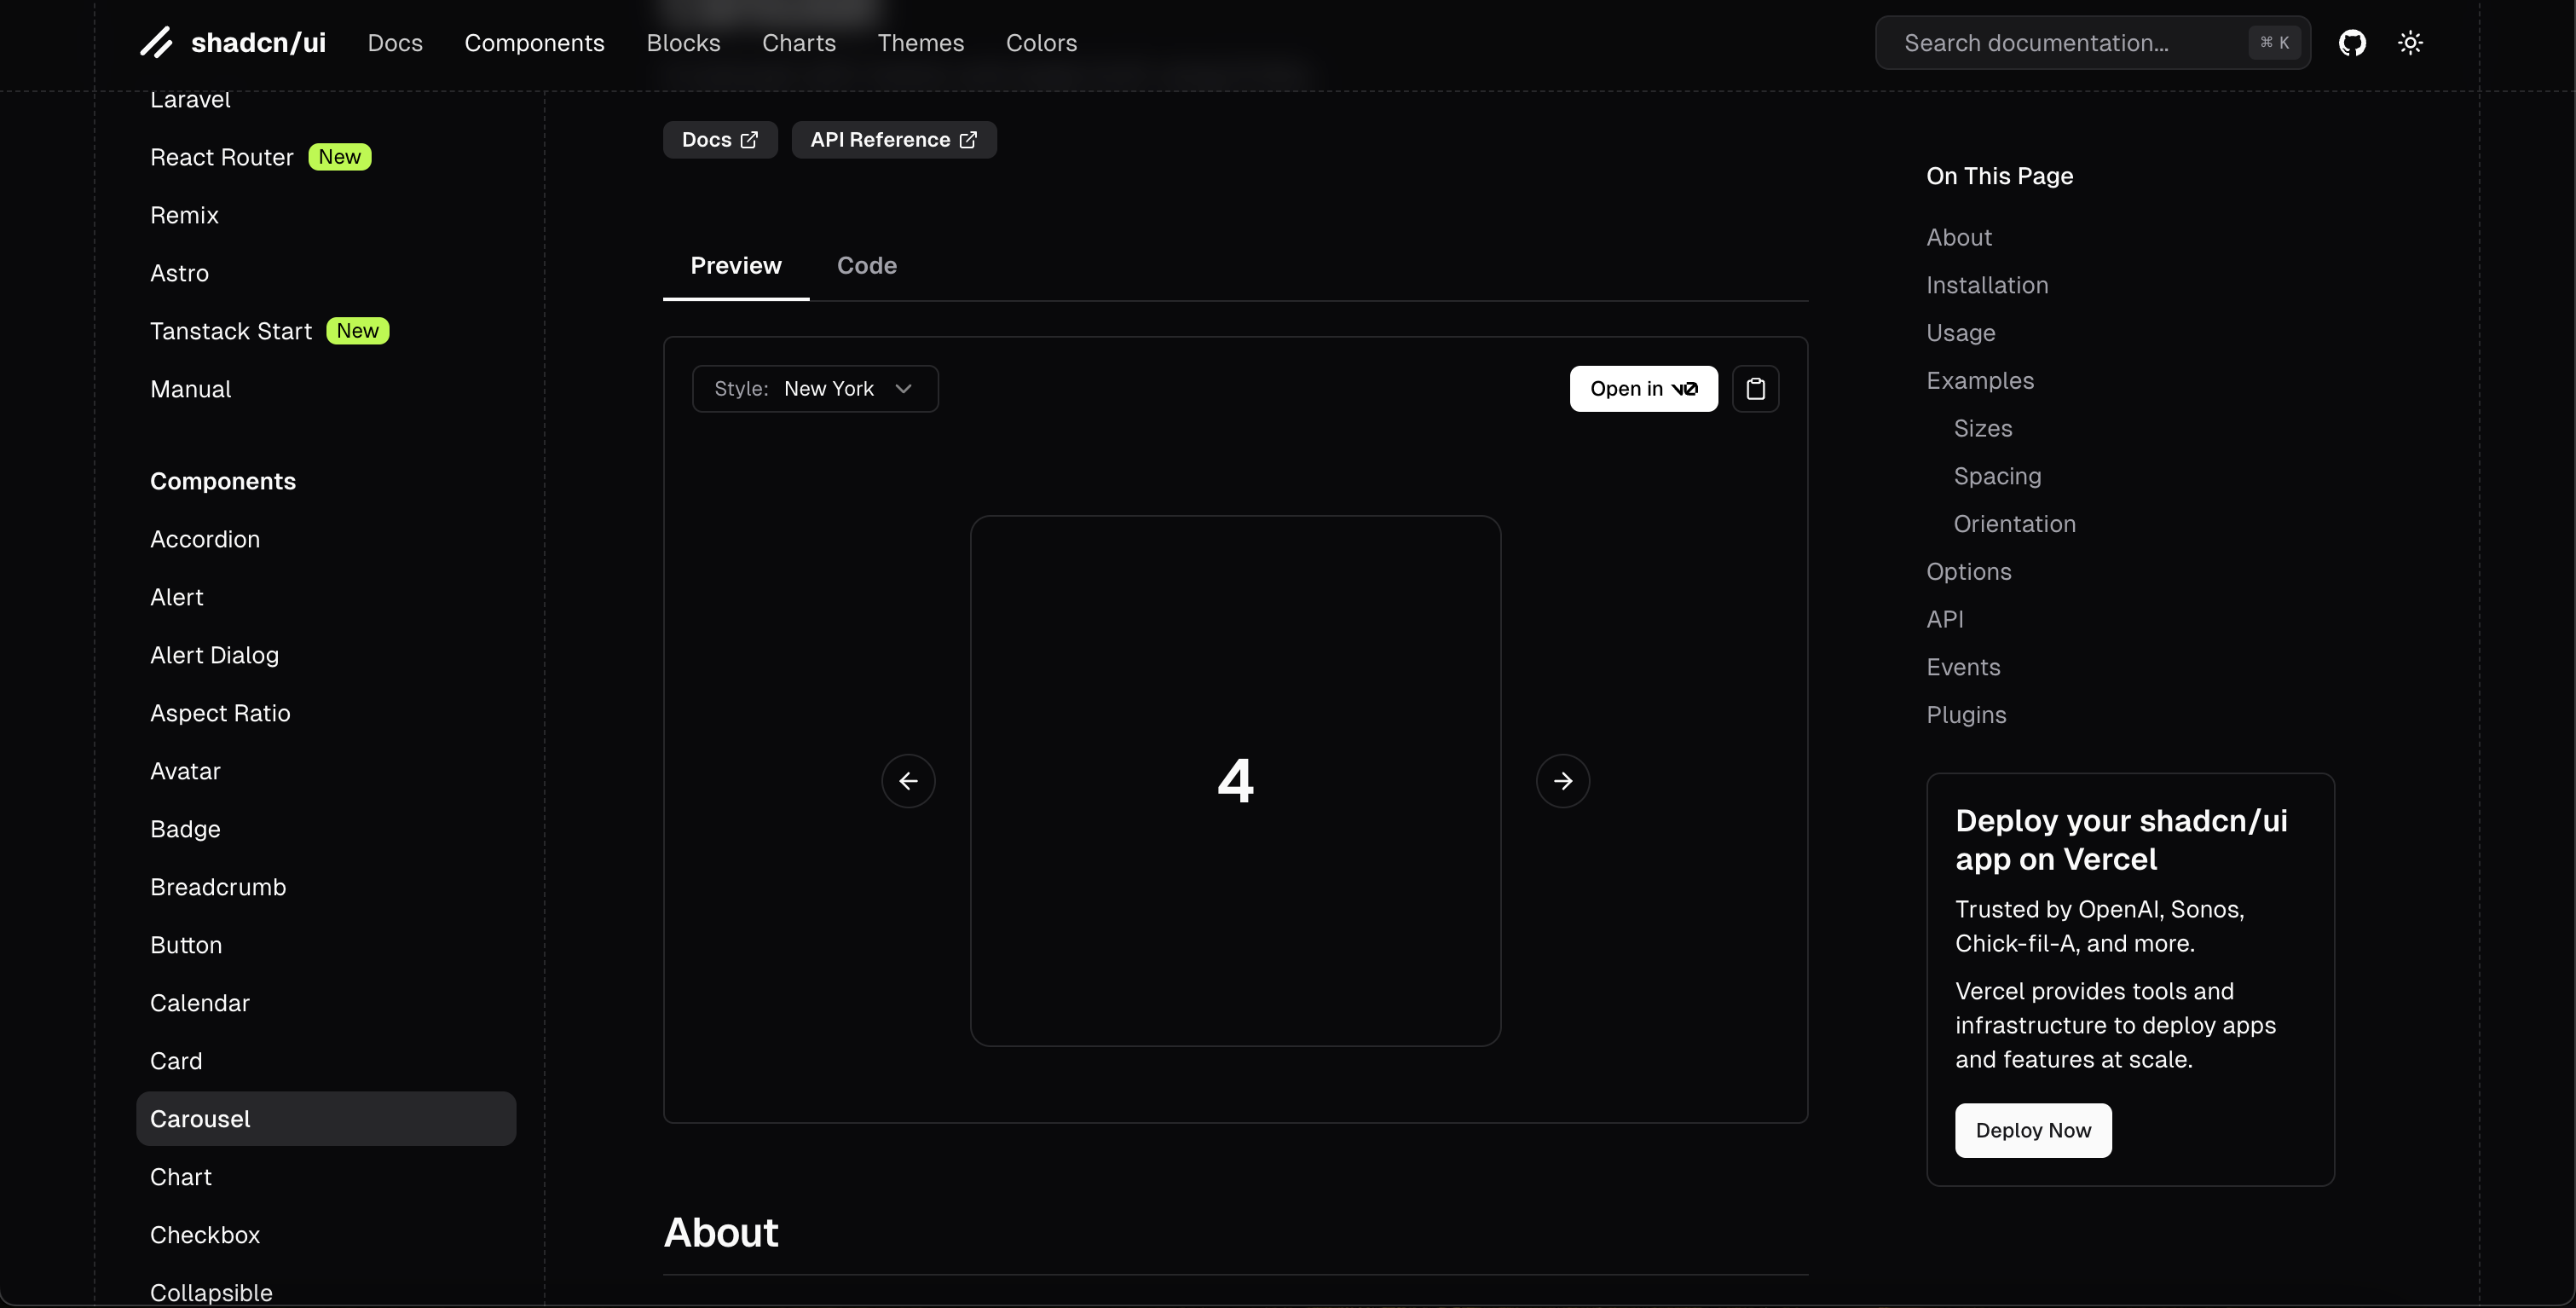 shadcn/ui Docs Components Blocks Charts Themes Colors Search documentation... ⌘ K
Laravel
React Router New
Remix
Astro
Tanstack Start New
Manual
Components
Accordion
Alert
Alert Dialog
Aspect Ratio
Avatar
Badge
Breadcrumb
Button
Calendar
Card
Carousel
Chart
Checkbox
Collapsible
Docs API Reference
Preview Code
Style: New York Open in v0
4
About
On This Page
About
Installation
Usage
Examples
Sizes
Spacing
Orientation
Options
API
Events
Plugins
Deploy your shadcn/ui
app on Vercel
Trusted by OpenAI, Sonos,
Chick-fil-A, and more.
Vercel provides tools and
infrastructure to deploy apps
and features at scale.
Deploy Now